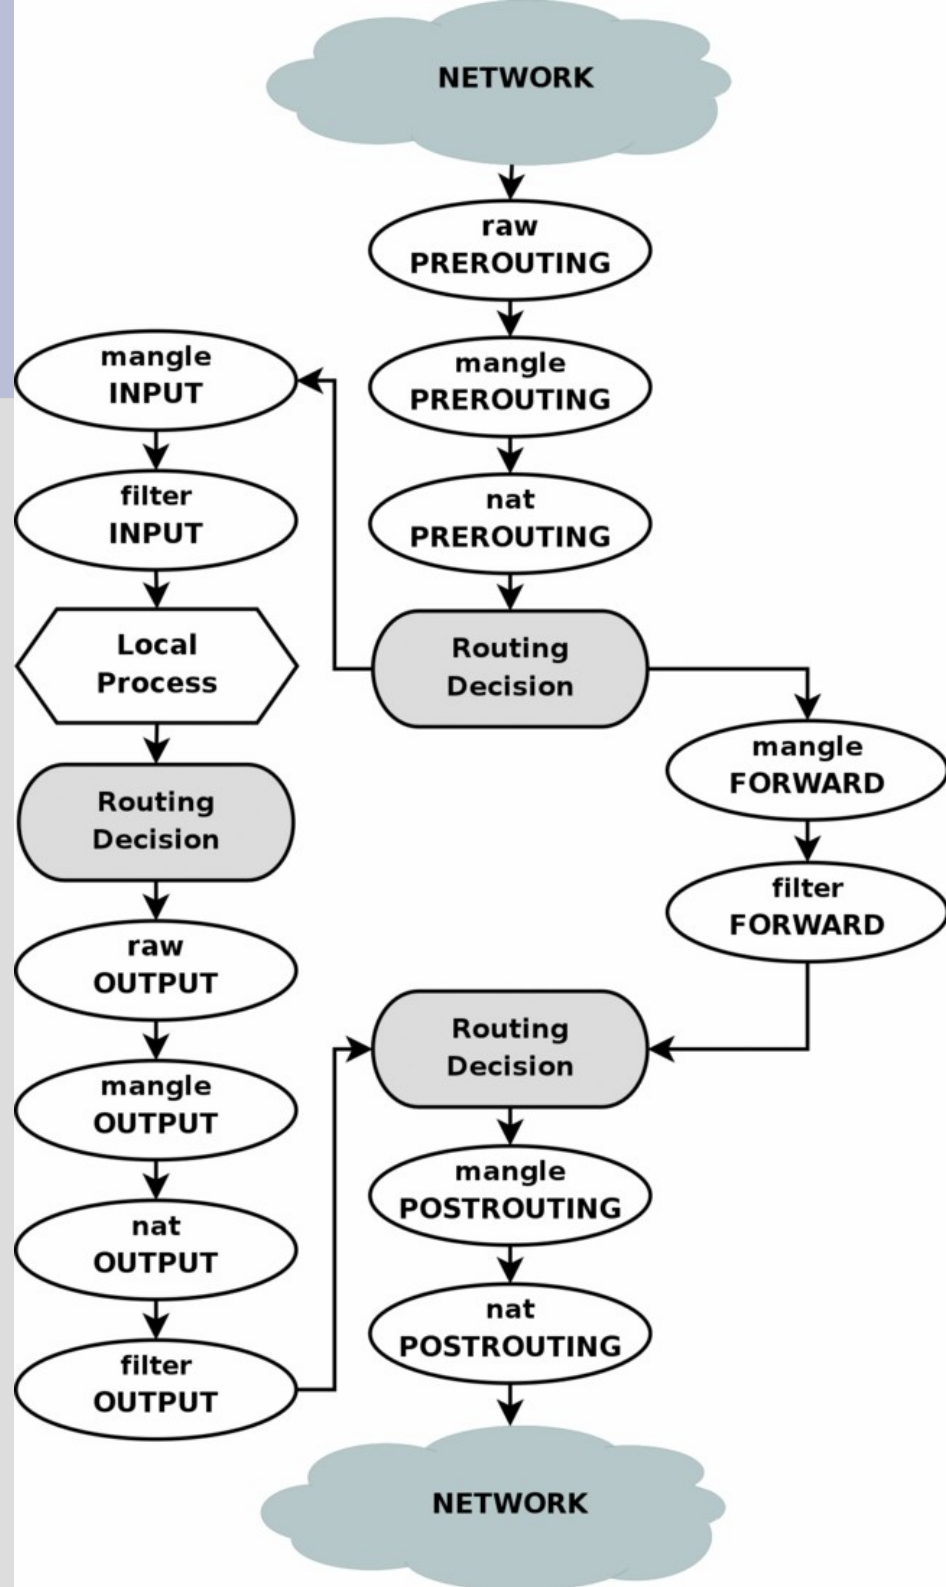 NETWORK
raw
PREROUTING
mangle
PREROUTING
nat
PREROUTING
Routing
Decision
mangle
INPUT
filter
INPUT
Local
Process
Routing
Decision
raw
OUTPUT
mangle
OUTPUT
nat
OUTPUT
filter
OUTPUT
mangle
FORWARD
filter
FORWARD
Routing
Decision
mangle
POSTROUTING
nat
POSTROUTING
NETWORK